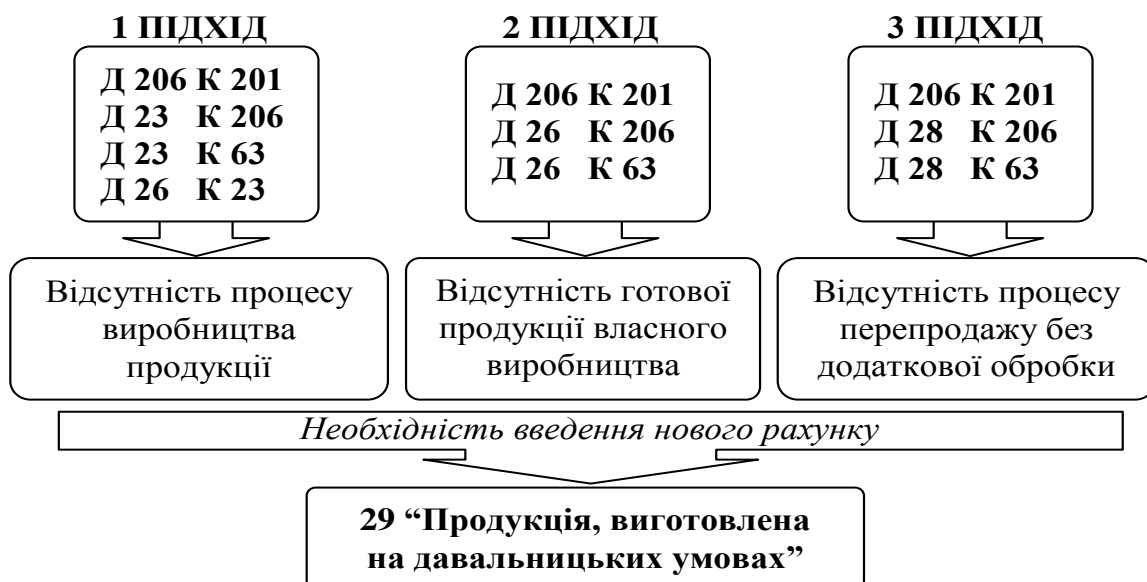 1 ПІДХІД
Д 206 К 201
Д 23 К 206
Д 23 К 63
Д 26 К 23
Відсутність процесу
виробництва
продукції
2 ПІДХІД
Д 206 К 201
Д 26 К 206
Д 26 К 63
Відсутність готової
продукції власного
виробництва
3 ПІДХІД
Д 206 К 201
Д 28 К 206
Д 28 К 63
Відсутність процесу
перепродажу без
додаткової обробки
Необхідність введення нового рахунку
29 “Продукція, виготовлена
на давальницьких умовах”